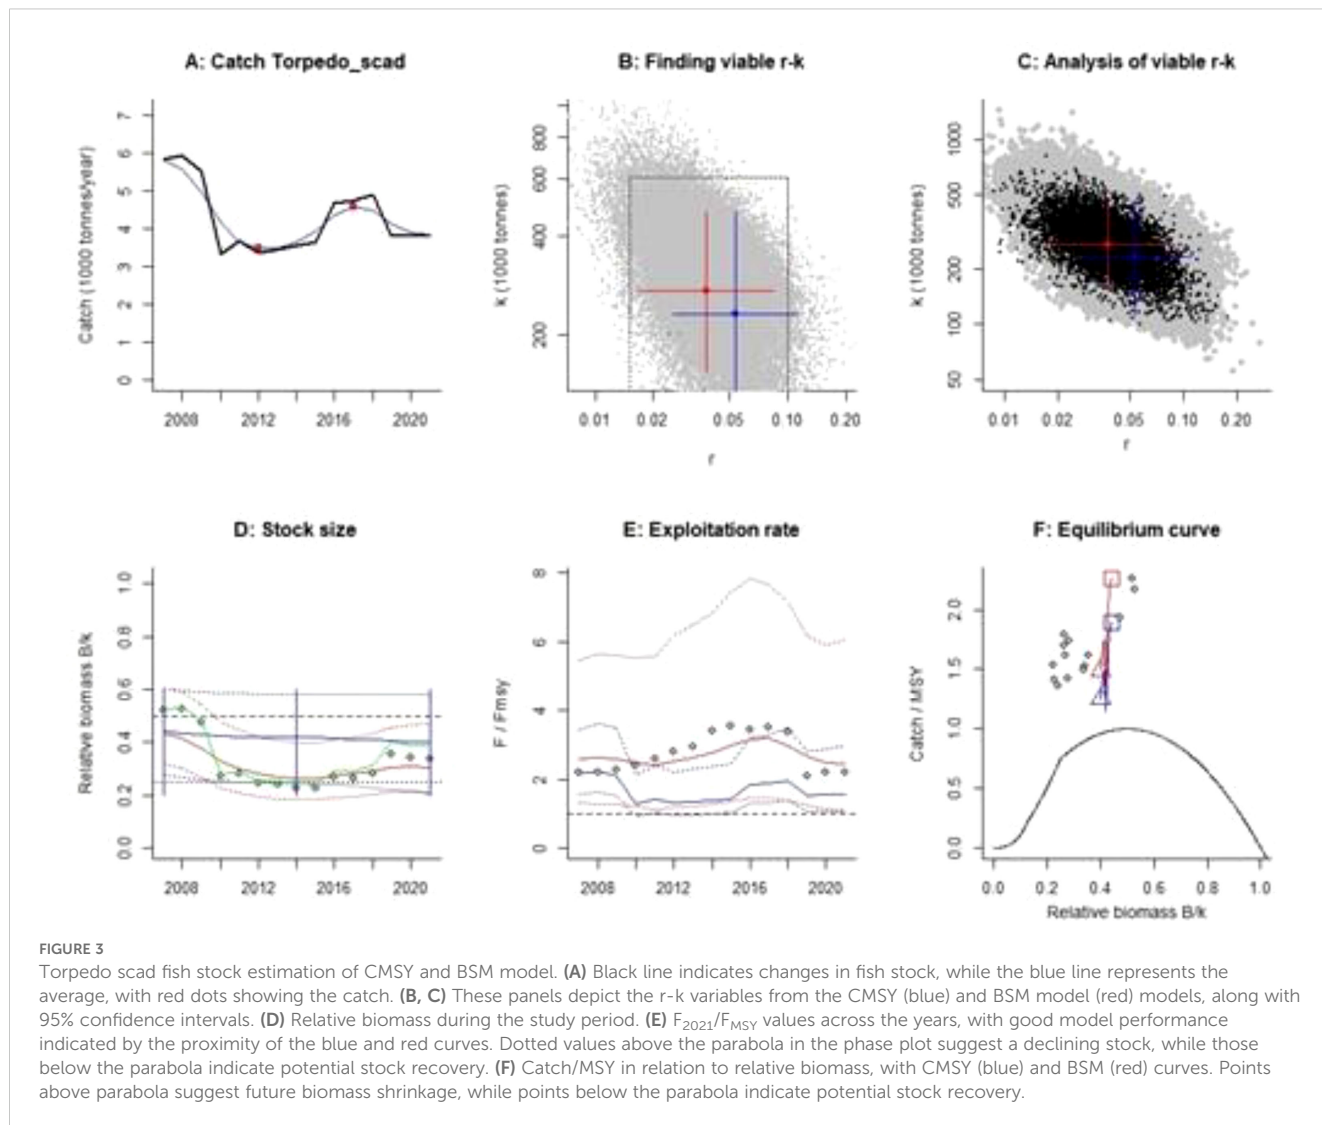 A: Catch Torpedo_scad
Catch (1000 tonnes/year)
7
6
5
4
3
2
1
0
2008 2012 2016 2020
B: Finding viable r-k
k (1000 tonnes)
800
600
400
200
0.01 0.02 0.05 0.10 0.20
r
C: Analysis of viable r-k
k (1000 tonnes)
1000
500
200
100
50
0.01 0.02 0.05 0.10 0.20
r
D: Stock size
Relative biomass B/k
1.0
0.8
0.6
0.4
0.2
0.0
2008 2012 2016 2020
E: Exploitation rate
F / Fmsy
8
6
4
2
0
2008 2012 2016 2020
F: Equilibrium curve
Catch / MSY
2.0
1.5
1.0
0.5
0.0
0.0 0.2 0.4 0.6 0.8 1.0
Relative biomass B/k
FIGURE 3
Torpedo scad fish stock estimation of CMSY and BSM model. (A) Black line indicates changes in fish stock, while the blue line represents the
average, with red dots showing the catch. (B, C) These panels depict the r-k variables from the CMSY (blue) and BSM model (red) models, along with
95% confidence intervals. (D) Relative biomass during the study period. (E) F2021/FMSY values across the years, with good model performance
indicated by the proximity of the blue and red curves. Dotted values above the parabola in the phase plot suggest a declining stock, while those
below the parabola indicate potential stock recovery. (F) Catch/MSY in relation to relative biomass, with CMSY (blue) and BSM (red) curves. Points
above parabola suggest future biomass shrinkage, while points below the parabola indicate potential stock recovery.